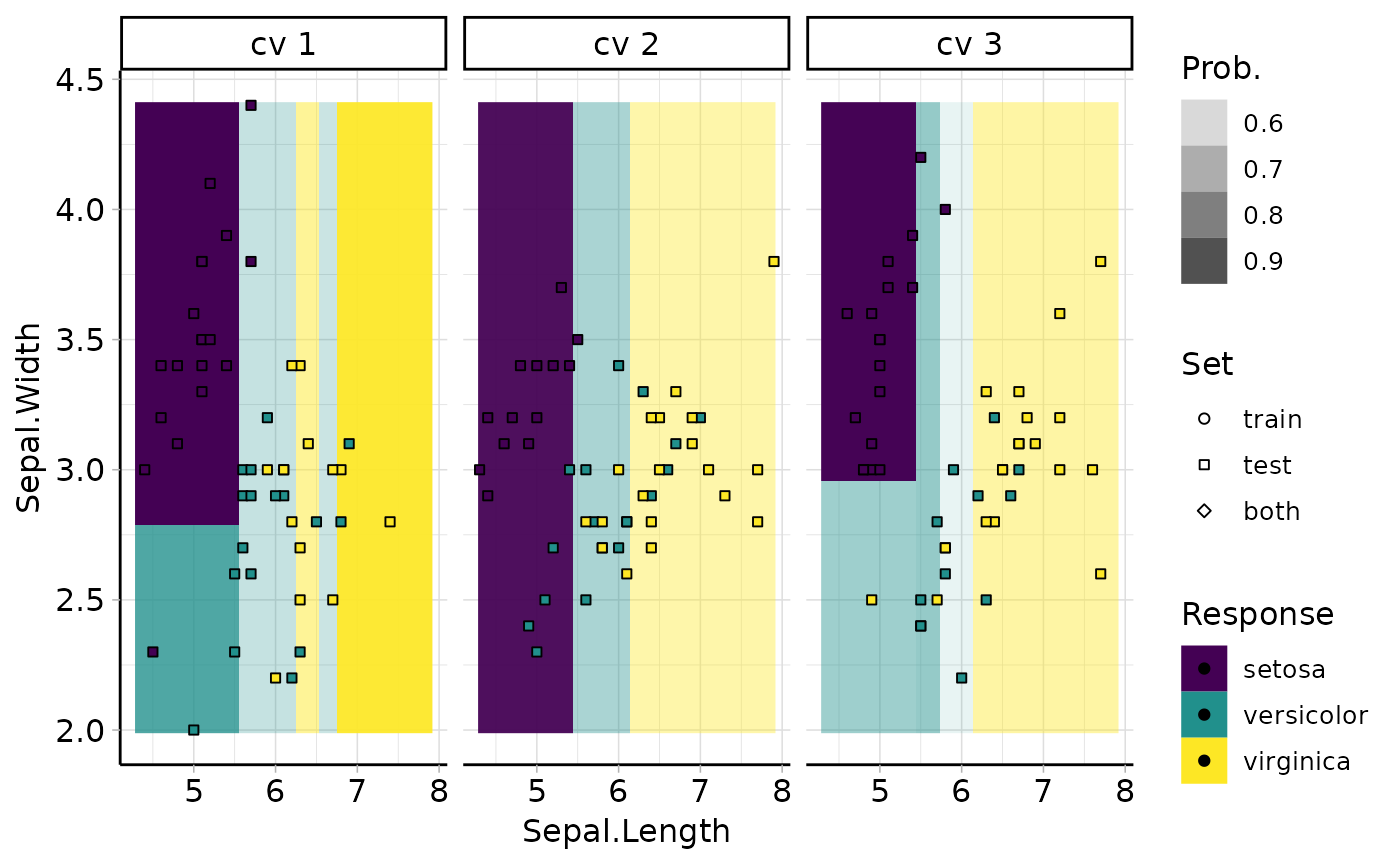 cv 1 cv 2 cv 3
4.5
4.0
3.5
3.0
2.5
2.0
Sepal.Width
5 6 7 8 5 6 7 8 5 6 7 8
Sepal.Length
Prob.
0.6
0.7
0.8
0.9
Set
train
test
both
Response
setosa
versicolor
virginica